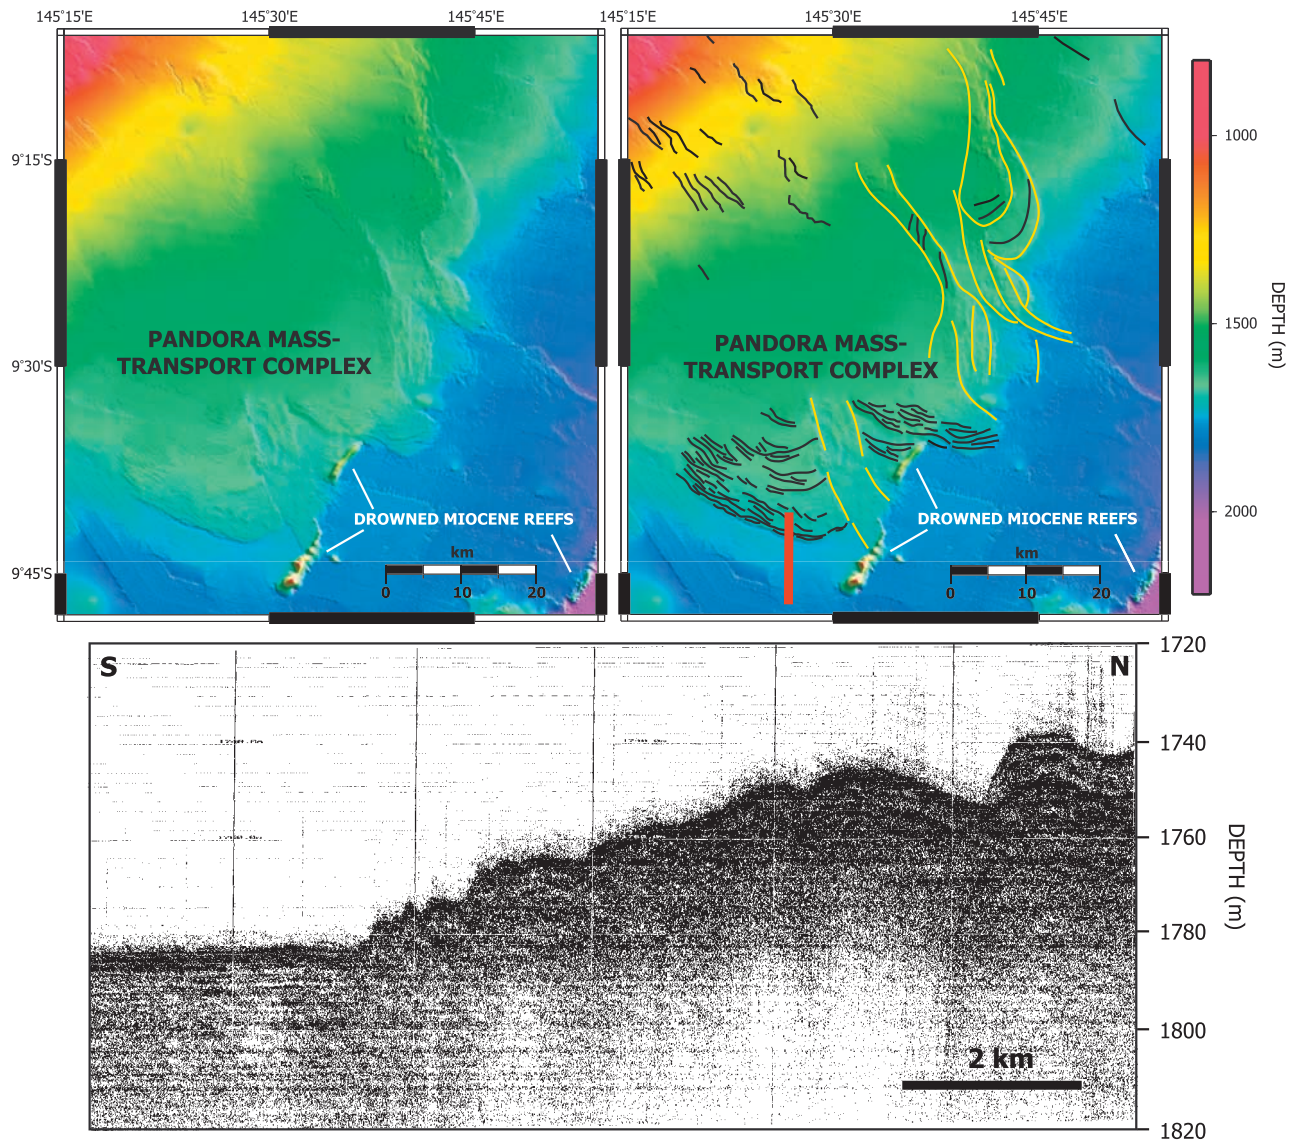 145°15'E 145°30'E 145°45'E 145°15'E 145°30'E 145°45'E
9°15'S
9°30'S
9°45'S
PANDORA MASS-
TRANSPORT COMPLEX
DROWNED MIOCENE REEFS
km
0 10 20
PANDORA MASS-
TRANSPORT COMPLEX
DROWNED MIOCENE REEFS
km
0 10 20
1000
1500
2000
DEPTH (m)
S N
1720
1740
1760
1780
1800
1820
DEPTH (m)
2 km